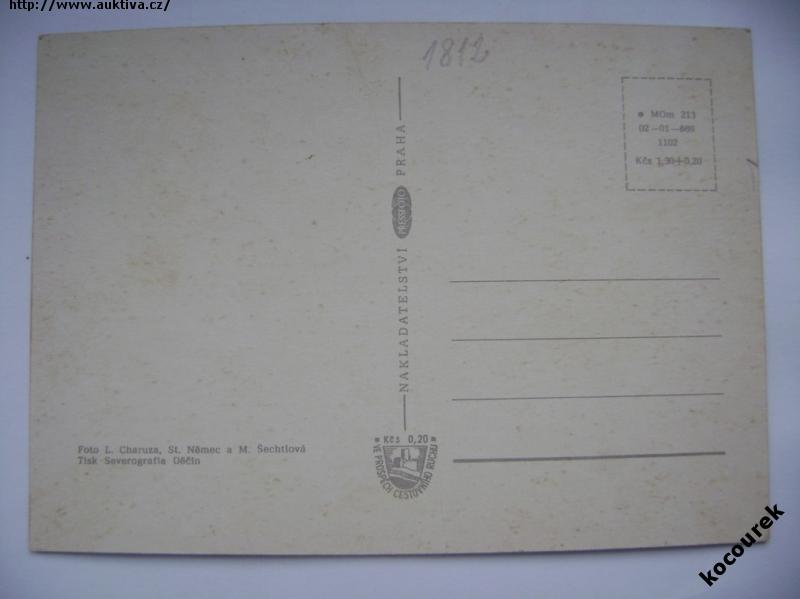 http://www.auktiva.cz/
1812
MOm 213
02-01-669
1102
Kčs 1,30+0,20
NAKLADATELSTVÍ PRESSFOTO PRAHA
Foto L. Charuza, St. Němec a M. Šechtlová
Tisk Severografia Děčín
* Kčs 0,20 *
VE PROSPĚCH CESTOVNÍHO RUCHU
kocourek